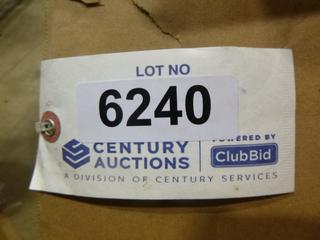 LOT NO
6240
CENTURY AUCTIONS
POWERED BY
ClubBid
A DIVISION OF CENTURY SERVICES